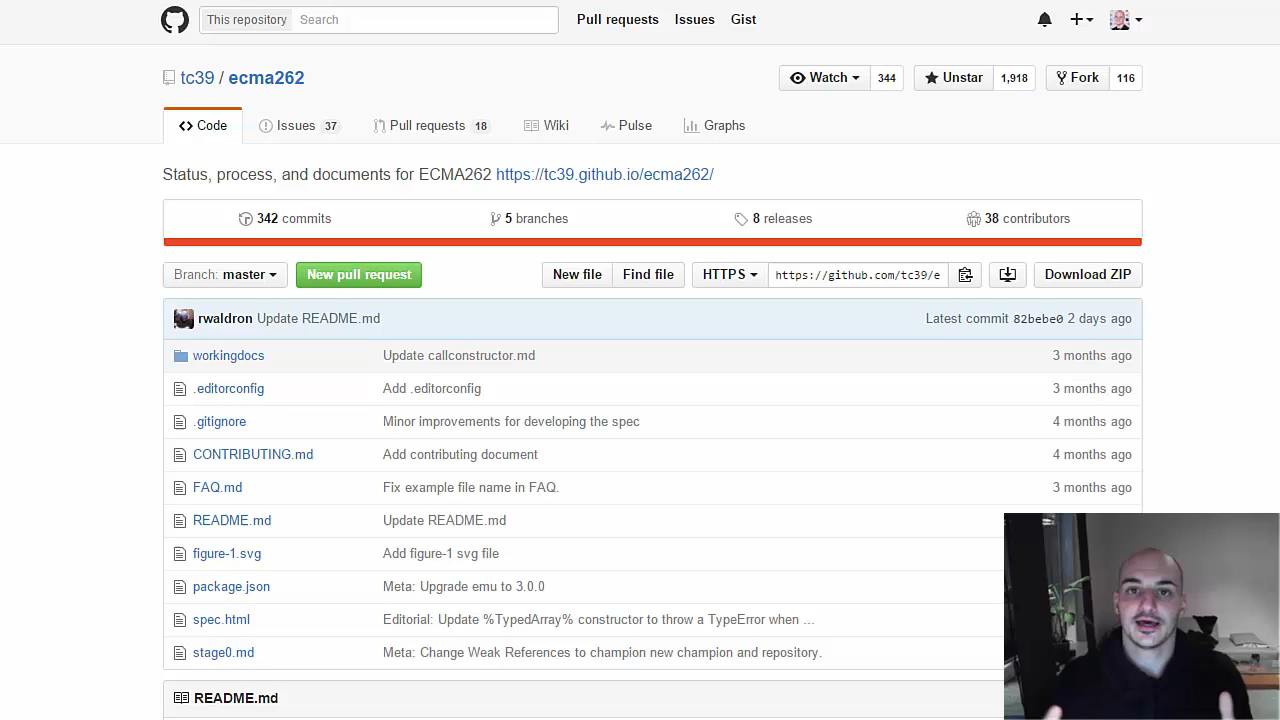 This repository Search Pull requests Issues Gist
tc39 / ecma262 Watch 344 Unstar 1,918 Fork 116
Code Issues 37 Pull requests 18 Wiki Pulse Graphs
Status, process, and documents for ECMA262 https://tc39.github.io/ecma262/
342 commits 5 branches 8 releases 38 contributors
Branch: master New pull request New file Find file HTTPS https://github.com/tc39/e Download ZIP
rwaldron Update README.md Latest commit 82bebe0 2 days ago
workingdocs Update callconstructor.md 3 months ago
.editorconfig Add .editorconfig 3 months ago
.gitignore Minor improvements for developing the spec 4 months ago
CONTRIBUTING.md Add contributing document 4 months ago
FAQ.md Fix example file name in FAQ. 3 months ago
README.md Update README.md
figure-1.svg Add figure-1 svg file
package.json Meta: Upgrade emu to 3.0.0
spec.html Editorial: Update %TypedArray% constructor to throw a TypeError when …
stage0.md Meta: Change Weak References to champion new champion and repository.
README.md